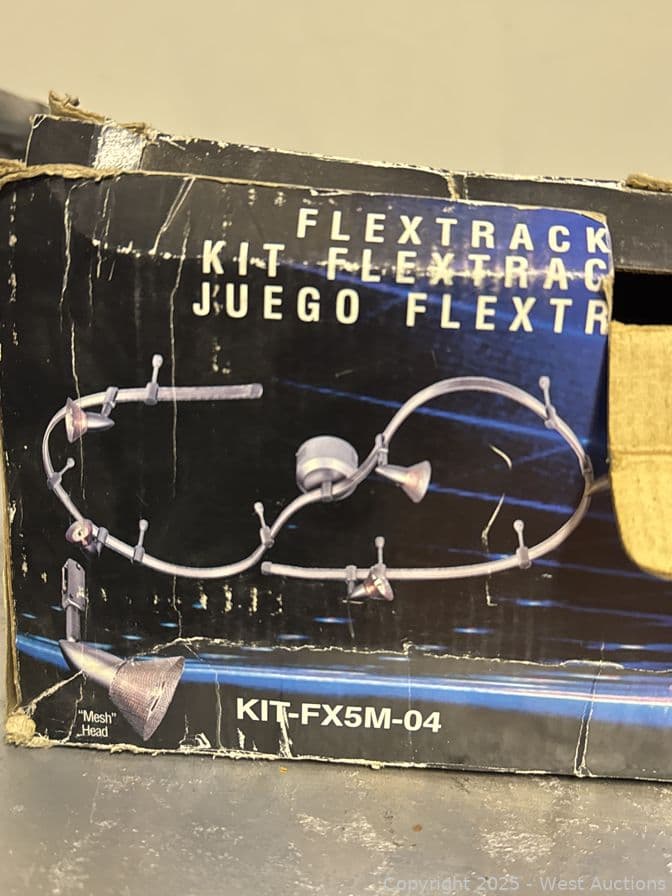 FLEXTRACK
KIT FLEXTRAC
JUEGO FLEXTR
"Mesh"
Head
KIT-FX5M-04
Copyright 2025 - West Auctions